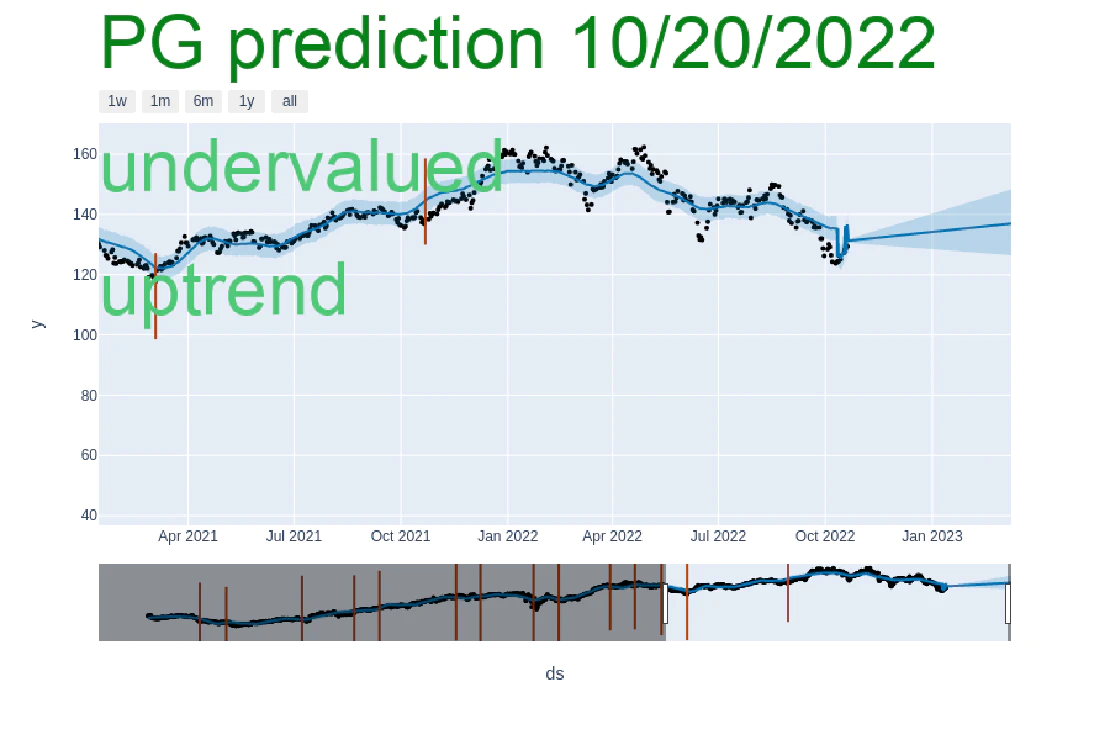 PG prediction 10/20/2022
1w 1m 6m 1y all
undervalued
uptrend
160
140
120
100
80
60
40
y
Apr 2021 Jul 2021 Oct 2021 Jan 2022 Apr 2022 Jul 2022 Oct 2022 Jan 2023
ds